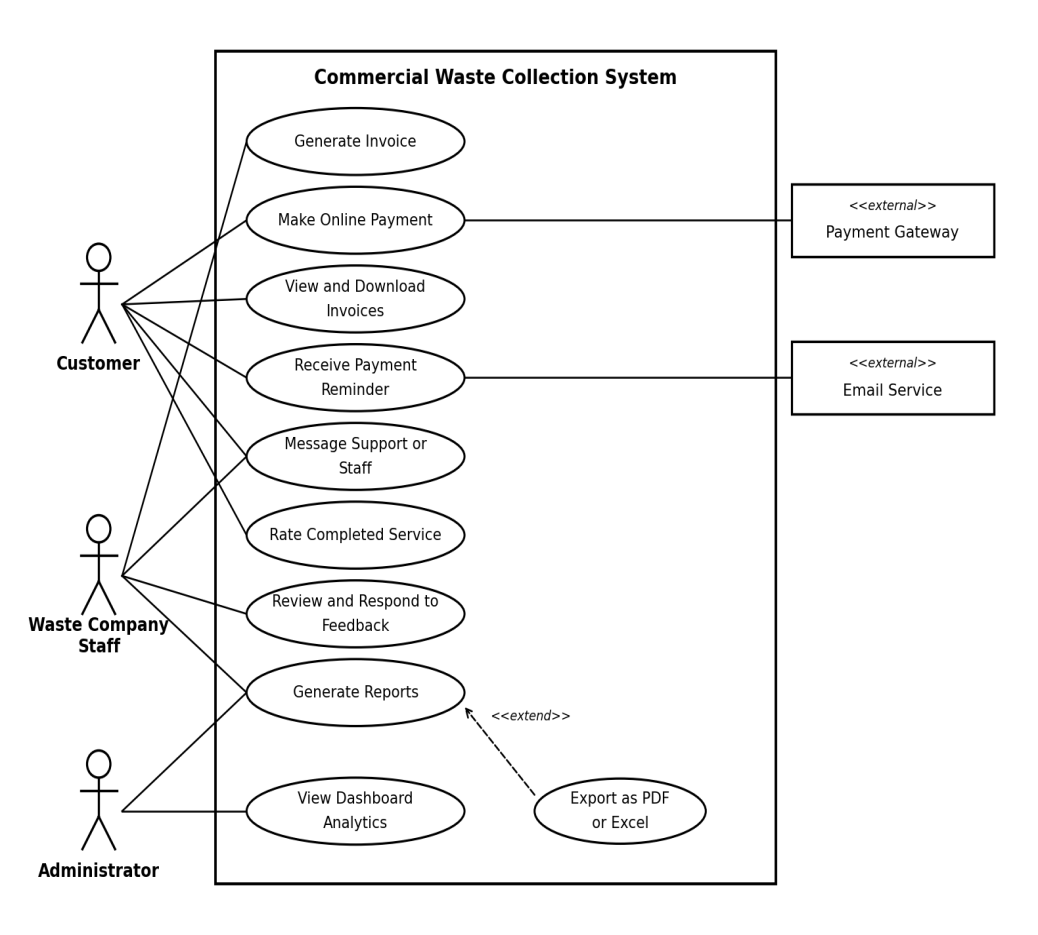 Commercial Waste Collection System
Generate Invoice
Make Online Payment
<<external>>
Payment Gateway
View and Download
Invoices
Customer
Receive Payment
Reminder
<<external>>
Email Service
Message Support or
Staff
Rate Completed Service
Waste Company
Staff
Review and Respond to
Feedback
Generate Reports
<<extend>>
View Dashboard
Analytics
Export as PDF
or Excel
Administrator